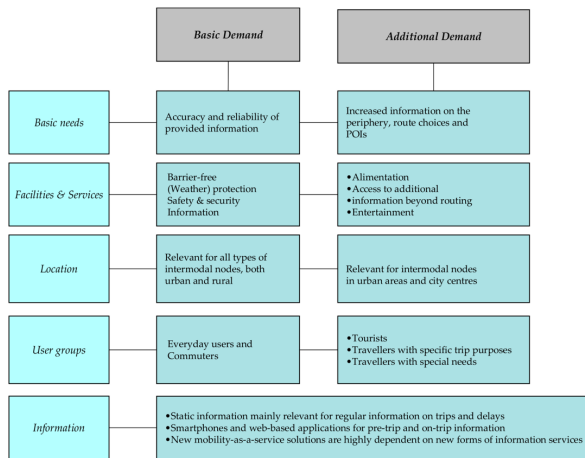 Basic Demand
Additional Demand
Basic needs
Accuracy and reliability of
provided information
Increased information on the
periphery, route choices and
POIs
Facilities & Services
Barrier-free
(Weather) protection
Safety & security
Information
•Alimentation
•Access to additional
•information beyond routing
•Entertainment
Location
Relevant for all types of
intermodal nodes, both
urban and rural
Relevant for intermodal nodes
in urban areas and city centres
User groups
Everyday users and
Commuters
•Tourists
•Travellers with specific trip purposes
•Travellers with special needs
Information
•Static information mainly relevant for regular information on trips and delays
•Smartphones and web-based applications for pre-trip and on-trip information
•New mobility-as-a-service solutions are highly dependent on new forms of information services